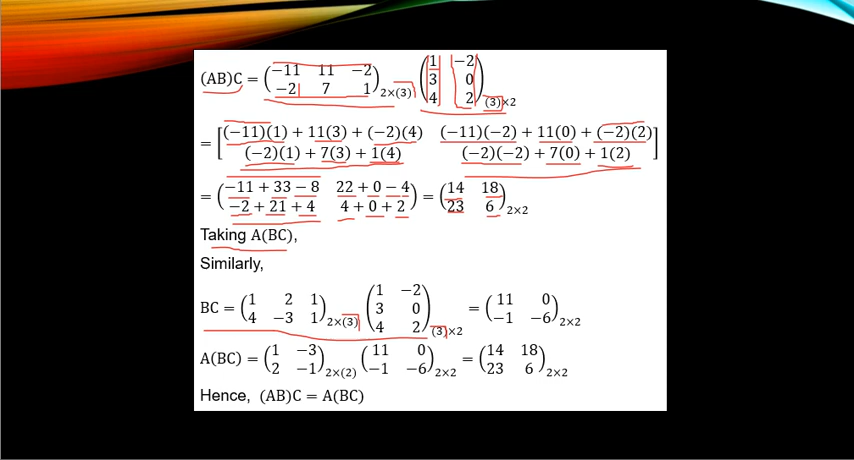 (AB)C = (−11 11 −2 / −2 7 1)2×(3) (1 −2 / 3 0 / 4 2)(3)×2
= [(−11)(1) + 11(3) + (−2)(4) (−11)(−2) + 11(0) + (−2)(2) / (−2)(1) + 7(3) + 1(4) (−2)(−2) + 7(0) + 1(2)]
= (−11 + 33 − 8 22 + 0 − 4 / −2 + 21 + 4 4 + 0 + 2) = (14 18 / 23 6)2×2
Taking A(BC),
Similarly,
BC = (1 2 1 / 4 −3 1)2×(3) (1 −2 / 3 0 / 4 2)(3)×2 = (11 0 / −1 −6)2×2
A(BC) = (1 −3 / 2 −1)2×(2) (11 0 / −1 −6)2×2 = (14 18 / 23 6)2×2
Hence, (AB)C = A(BC)